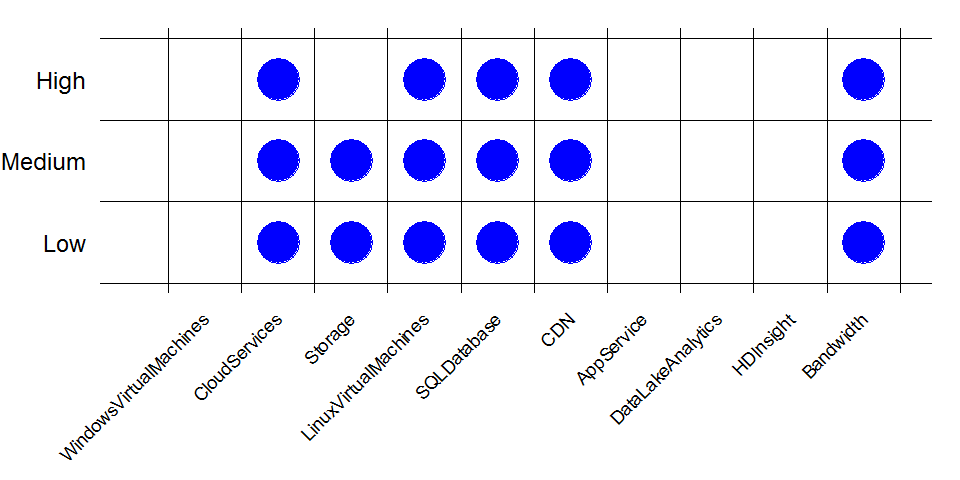 High
Medium
Low
WindowsVirtualMachines
CloudServices
Storage
LinuxVirtualMachines
SQLDatabase
CDN
AppService
DataLakeAnalytics
HDInsight
Bandwidth